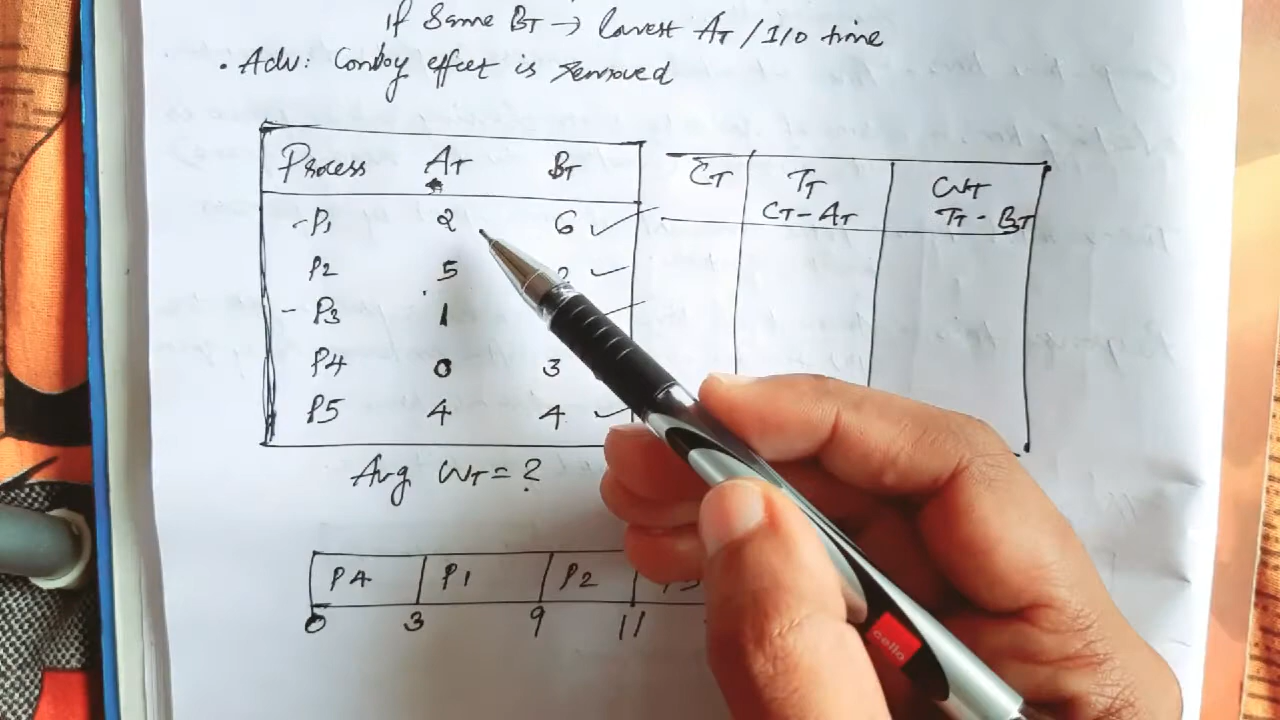 If Same BT → lowest AT / I/O time
• Adv: Conboy effect is removed
Process AT BT
CT TT WT
CT - AT TT - BT
- P1 2 6 ✓
P2 5 2 ✓
- P3 1
P4 0 3
P5 4 4 ✓
Avg WT = ?
P4 P1 P2
0 3 9 11
cello